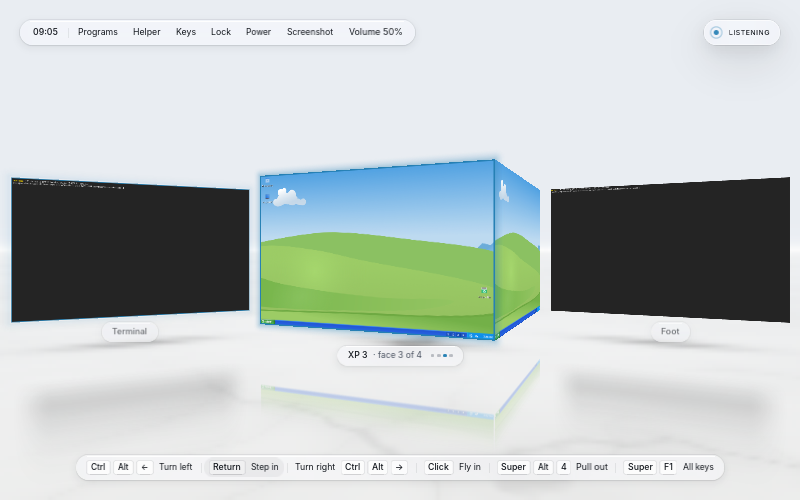 09:05 Programs Helper Keys Lock Power Screenshot Volume 50%
LISTENING
Terminal
Foot
XP 3 · face 3 of 4
Ctrl Alt ← Turn left Return Step in Turn right Ctrl Alt → Click Fly in Super Alt 4 Pull out Super F1 All keys